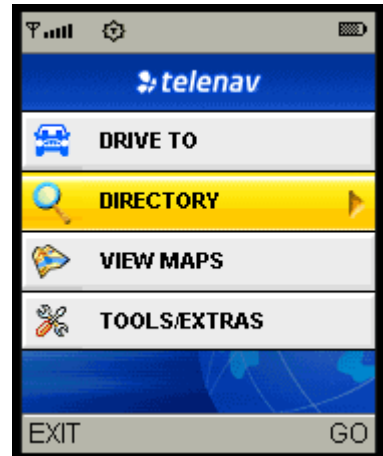 telenav
DRIVE TO
DIRECTORY
VIEW MAPS
TOOLS/EXTRAS
EXIT GO